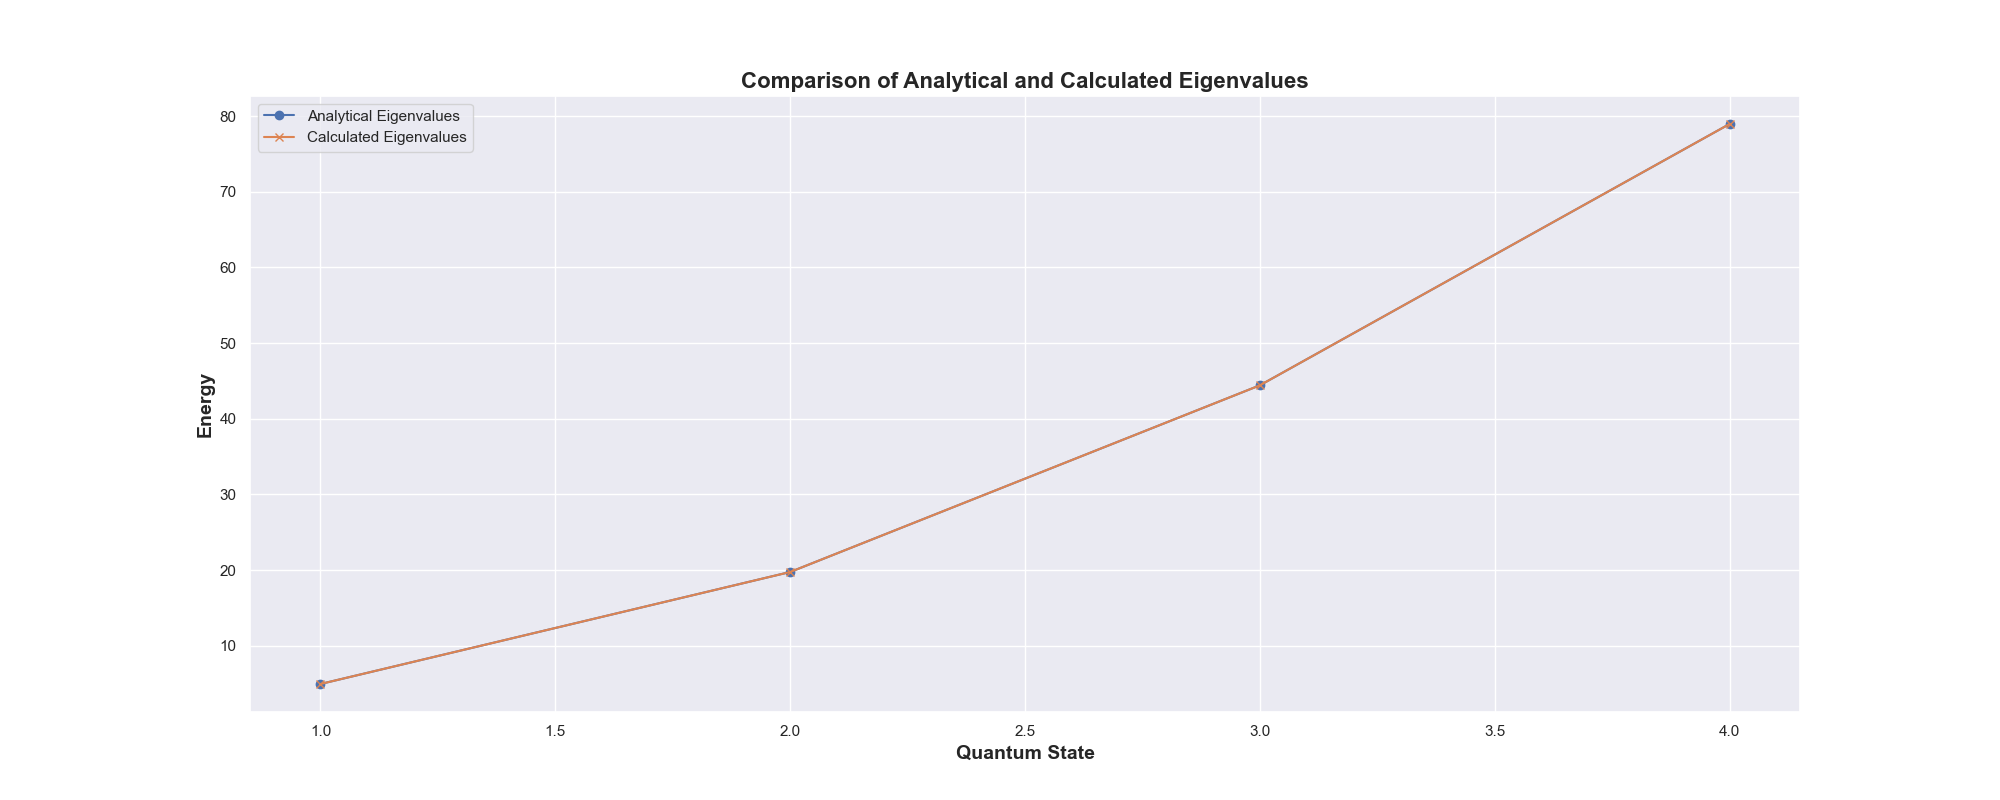 Comparison of Analytical and Calculated Eigenvalues
Analytical Eigenvalues
Calculated Eigenvalues
80
70
60
50
40
30
20
10
Energy
1.0 1.5 2.0 2.5 3.0 3.5 4.0
Quantum State